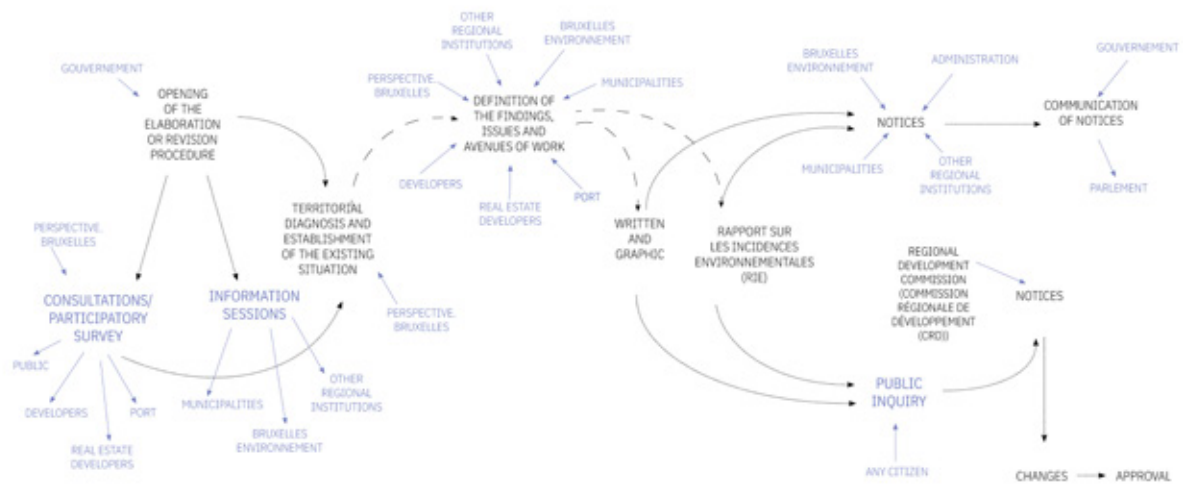 GOUVERNEMENT
OPENING
OF THE
ELABORATION
OR REVISION
PROCEDURE
PERSPECTIVE.
BRUXELLES
CONSULTATIONS/
PARTICIPATORY
SURVEY
PUBLIC
DEVELOPERS
REAL ESTATE
DEVELOPERS
PORT
INFORMATION
SESSIONS
MUNICIPALITIES
BRUXELLES
ENVIRONNEMENT
OTHER
REGIONAL
INSTITUTIONS
TERRITORIAL
DIAGNOSIS AND
ESTABLISHMENT
OF THE EXISTING
SITUATION
PERSPECTIVE.
BRUXELLES
OTHER
REGIONAL
INSTITUTIONS
BRUXELLES
ENVIRONNEMENT
PERSPECTIVE.
BRUXELLES
MUNICIPALITIES
DEFINITION OF
THE FINDINGS,
ISSUES AND
AVENUES OF WORK
DEVELOPERS
REAL ESTATE
DEVELOPERS
PORT
WRITTEN
AND
GRAPHIC
RAPPORT SUR
LES INCIDENCES
ENVIRONNEMENTALES
(RIE)
BRUXELLES
ENVIRONNEMENT
ADMINISTRATION
NOTICES
MUNICIPALITIES
OTHER
REGIONAL
INSTITUTIONS
GOUVERNEMENT
COMMUNICATION
OF NOTICES
PARLEMENT
REGIONAL
DEVELOPMENT
COMMISSION
(COMMISSION
RÉGIONALE DE
DÉVELOPPEMENT
(CRD))
NOTICES
PUBLIC
INQUIRY
ANY CITIZEN
CHANGES
APPROVAL